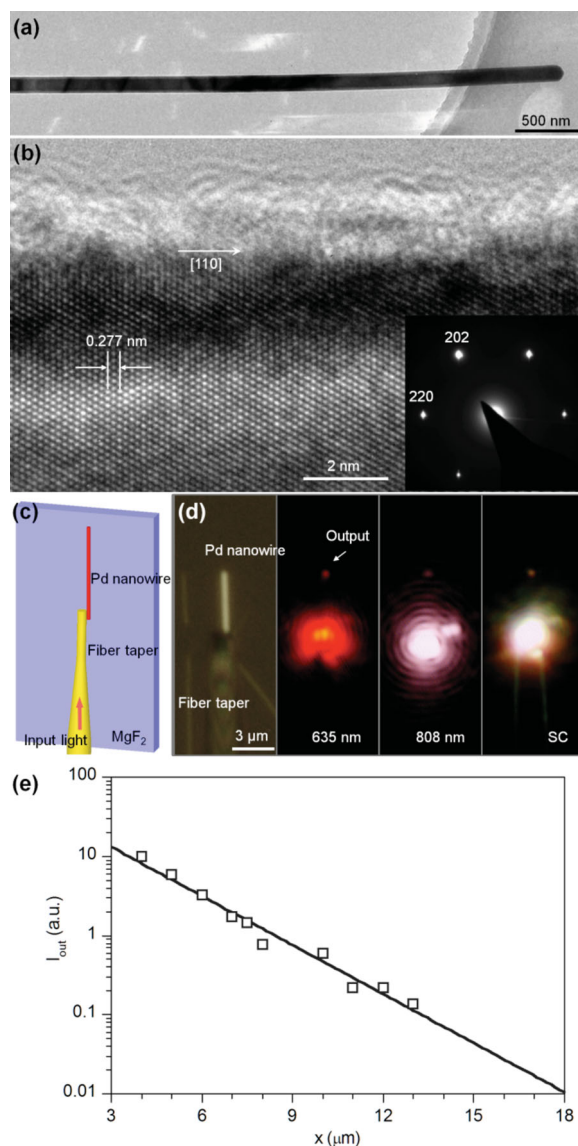 (a)
500 nm
(b)
[110]
0.277 nm
202
220
2 nm
(c)
Pd nanowire
Fiber taper
Input light
MgF2
(d)
Pd nanowire
Output
Fiber taper
3 μm
635 nm
808 nm
SC
(e)
100
10
1
0.1
0.01
Iout (a.u.)
3 6 9 12 15 18
x (μm)